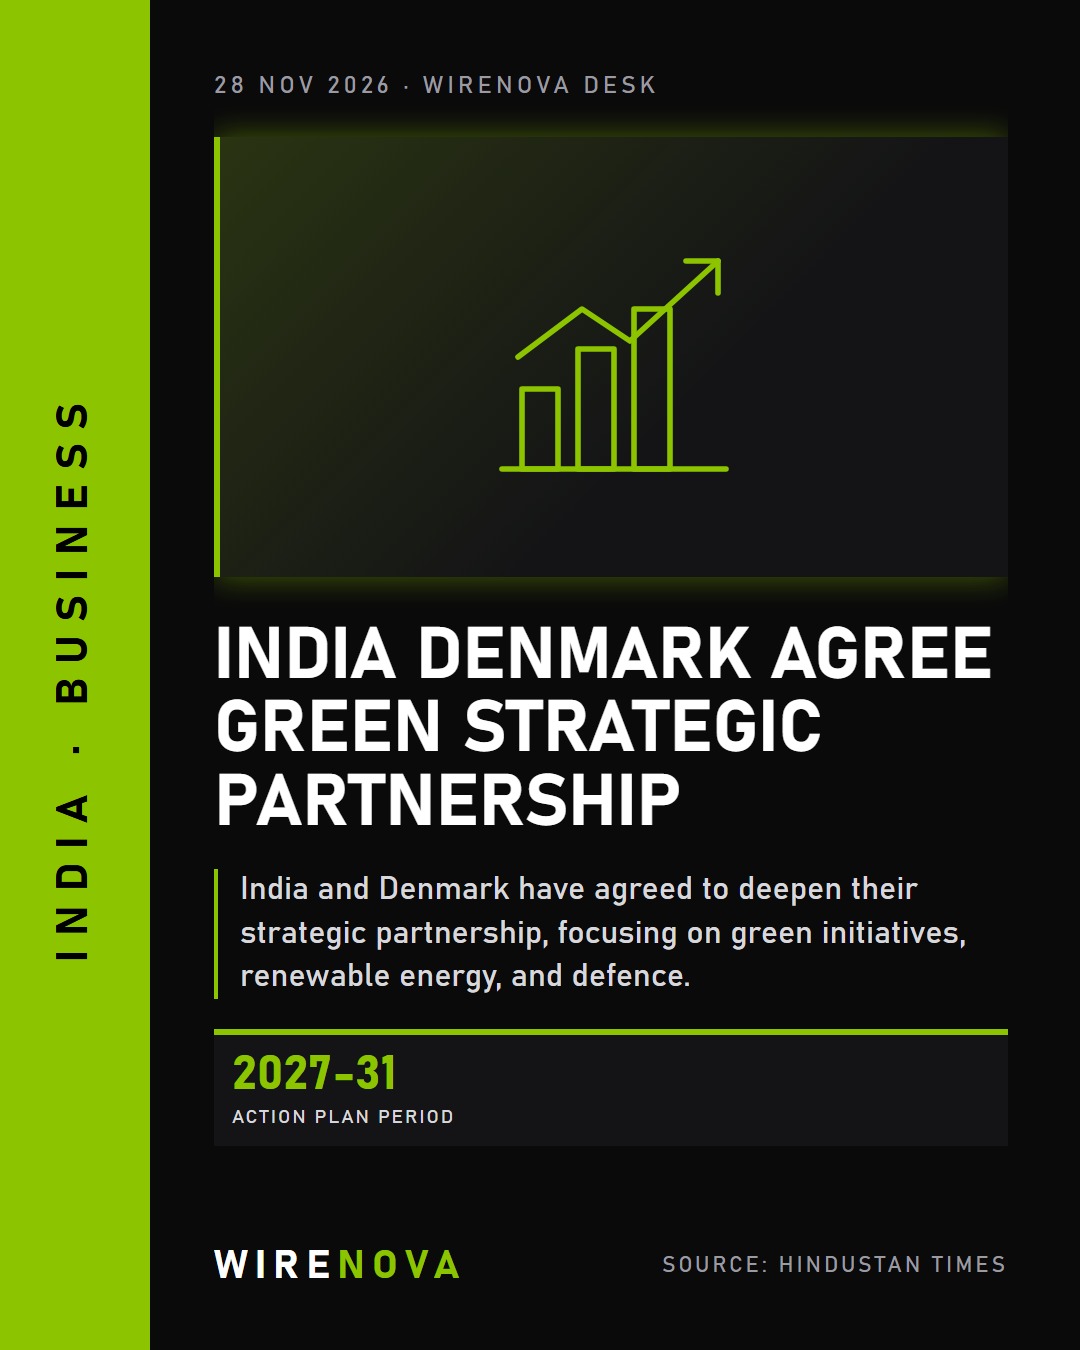 INDIA · BUSINESS
28 NOV 2026 · WIRENOVA DESK
INDIA DENMARK AGREE
GREEN STRATEGIC
PARTNERSHIP
India and Denmark have agreed to deepen their
strategic partnership, focusing on green initiatives,
renewable energy, and defence.
2027–31
ACTION PLAN PERIOD
WIRENOVA
SOURCE: HINDUSTAN TIMES